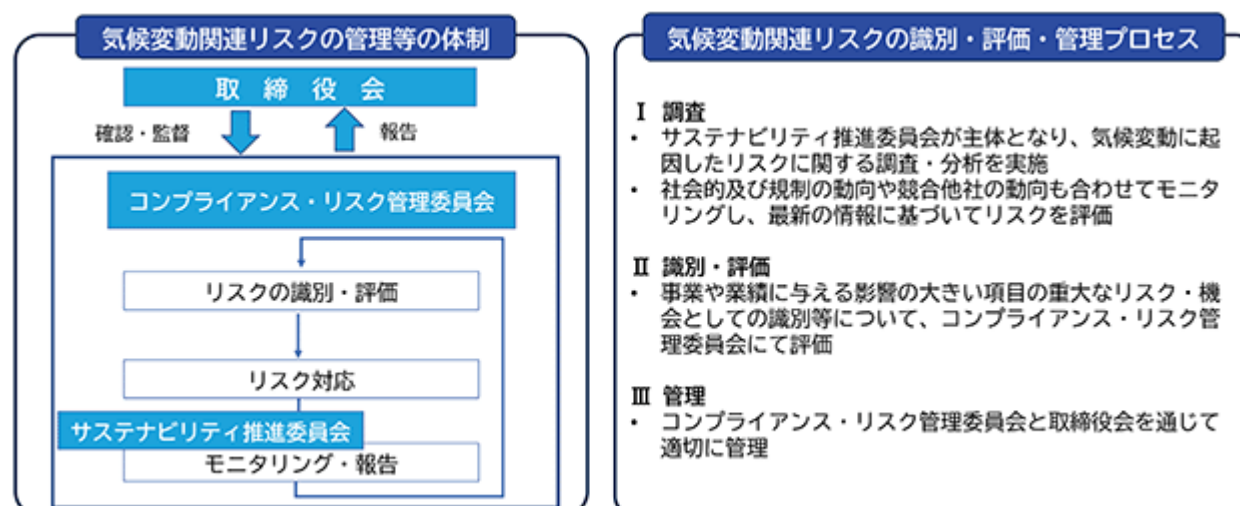 気候変動関連リスクの管理等の体制
取締役会
確認・監督
報告
コンプライアンス・リスク管理委員会
リスクの識別・評価
リスク対応
サステナビリティ推進委員会
モニタリング・報告
気候変動関連リスクの識別・評価・管理プロセス
Ⅰ 調査
・ サステナビリティ推進委員会が主体となり、気候変動に起
因したリスクに関する調査・分析を実施
・ 社会的及び規制の動向や競合他社の動向も合わせてモニタ
リングし、最新の情報に基づいてリスクを評価
Ⅱ 識別・評価
・ 事業や業績に与える影響の大きい項目の重大なリスク・機
会としての識別等について、コンプライアンス・リスク管
理委員会にて評価
Ⅲ 管理
・ コンプライアンス・リスク管理委員会と取締役会を通じて
適切に管理